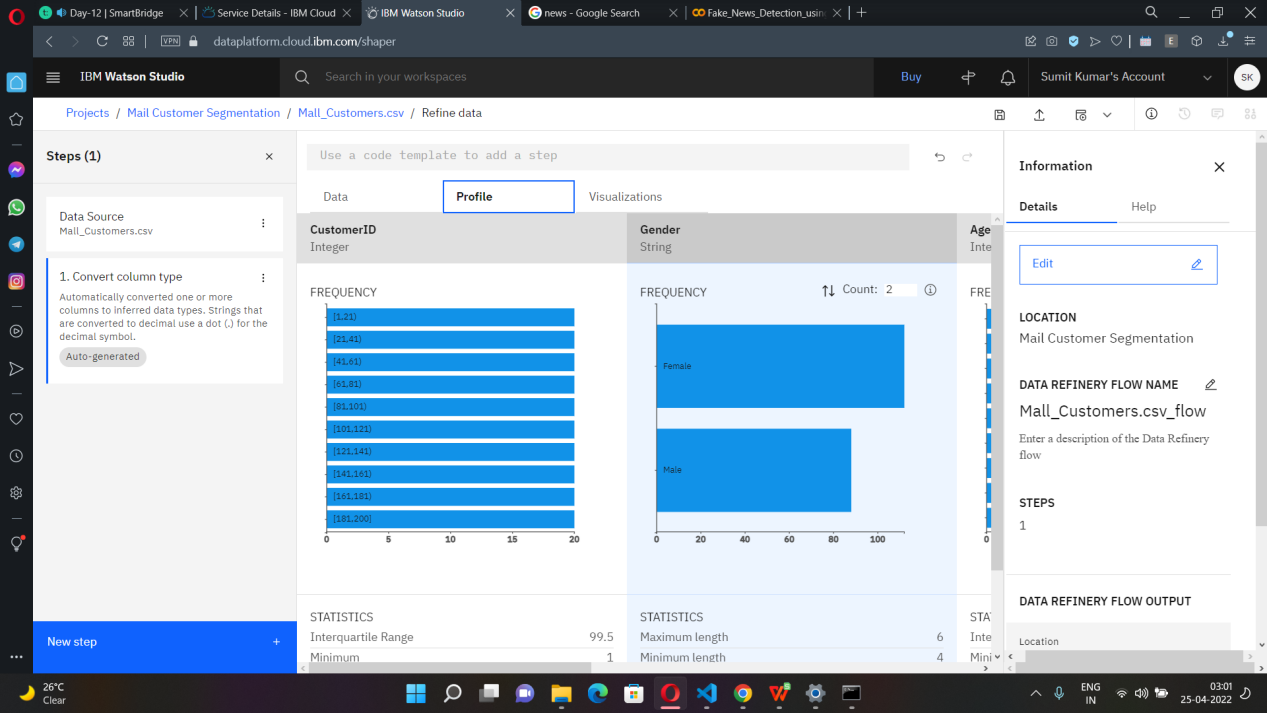 Day-12 | SmartBridge
Service Details - IBM Cloud
IBM Watson Studio
news - Google Search
Fake_News_Detection_usin
VPN
dataplatform.cloud.ibm.com/shaper
E
IBM Watson Studio
Search in your workspaces
Buy
Sumit Kumar's Account
SK
Projects / Mail Customer Segmentation / Mall_Customers.csv / Refine data
Steps (1)
Data Source
Mall_Customers.csv
1. Convert column type
Automatically converted one or more
columns to inferred data types. Strings that
are converted to decimal use a dot (.) for the
decimal symbol.
Auto-generated
New step +
Use a code template to add a step
Data Profile Visualizations
CustomerID
Integer
FREQUENCY
[1,21)
[21,41)
[41,61)
[61,81)
[81,101)
[101,121)
[121,141)
[141,161)
[161,181)
[181,200]
0 5 10 15 20
STATISTICS
Interquartile Range 99.5
Minimum 1
Gender
String
FREQUENCY
Count: 2
Female
Male
0 20 40 60 80 100
STATISTICS
Maximum length 6
Minimum length 4
Age
Inte
FRE
0
STA
Inte
Mini
Information
Details Help
Edit
LOCATION
Mail Customer Segmentation
DATA REFINERY FLOW NAME
Mall_Customers.csv_flow
Enter a description of the Data Refinery
flow
STEPS
1
DATA REFINERY FLOW OUTPUT
Location
26°C
Clear
ENG
IN
03:01
25-04-2022